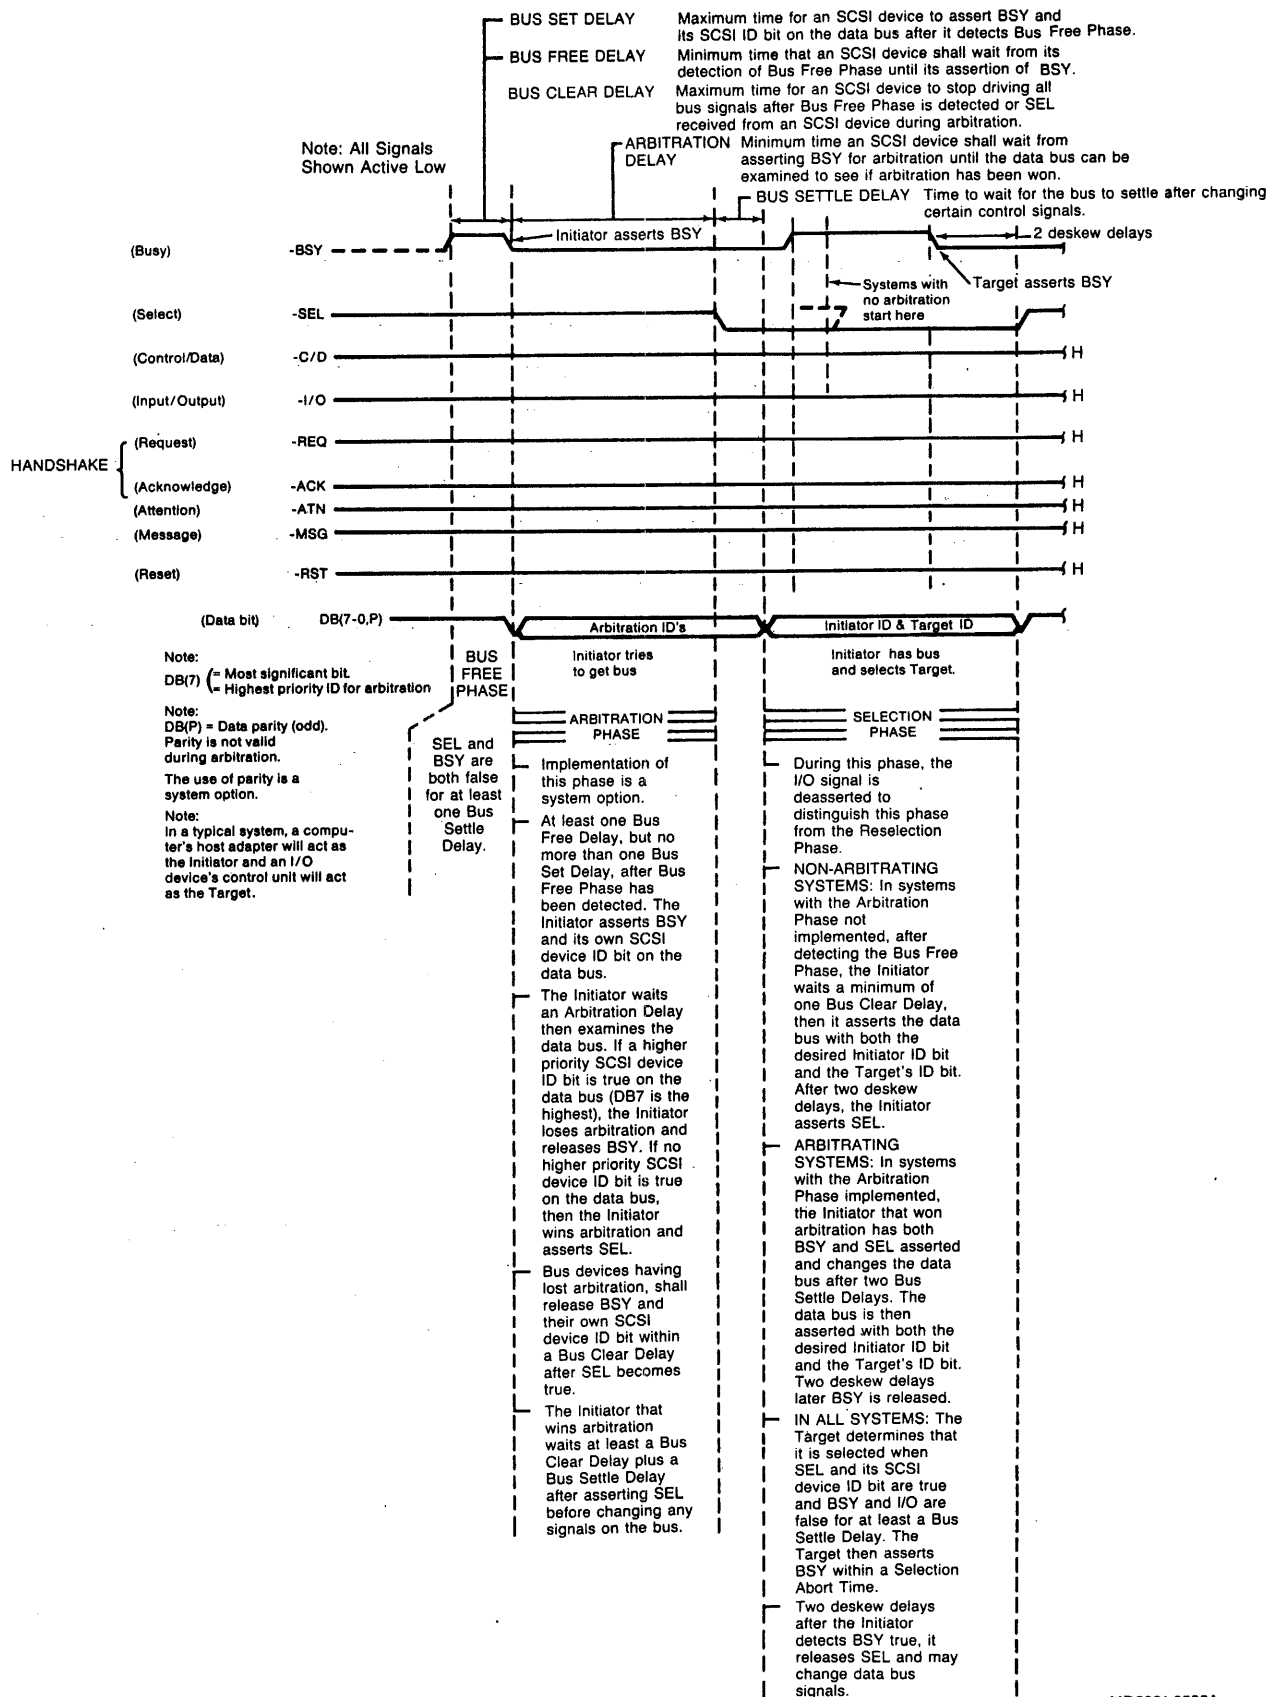 BUS SET DELAY Maximum time for an SCSI device to assert BSY and
its SCSI ID bit on the data bus after it detects Bus Free Phase.
BUS FREE DELAY Minimum time that an SCSI device shall wait from its
detection of Bus Free Phase until its assertion of BSY.
BUS CLEAR DELAY Maximum time for an SCSI device to stop driving all
bus signals after Bus Free Phase is detected or SEL
received from an SCSI device during arbitration.
Note: All Signals
Shown Active Low
ARBITRATION DELAY Minimum time an SCSI device shall wait from
asserting BSY for arbitration until the data bus can be
examined to see if arbitration has been won.
BUS SETTLE DELAY Time to wait for the bus to settle after changing
certain control signals.
(Busy) -BSY
Initiator asserts BSY
2 deskew delays
Target asserts BSY
Systems with
no arbitration
start here
(Select) -SEL
(Control/Data) -C/D H
(Input/Output) -I/O H
HANDSHAKE
(Request) -REQ H
(Acknowledge) -ACK H
(Attention) -ATN H
(Message) -MSG H
(Reset) -RST H
(Data bit) DB(7-0,P) Arbitration ID's Initiator ID & Target ID
Note:
DB(7) (= Most significant bit.
= Highest priority ID for arbitration
Note:
DB(P) = Data parity (odd).
Parity is not valid
during arbitration.
The use of parity is a
system option.
Note:
In a typical system, a compu-
ter's host adapter will act as
the Initiator and an I/O
device's control unit will act
as the Target.
BUS
FREE
PHASE
SEL and
BSY are
both false
for at least
one Bus
Settle
Delay.
Initiator tries
to get bus
ARBITRATION
PHASE
Implementation of
this phase is a
system option.
At least one Bus
Free Delay, but no
more than one Bus
Set Delay, after Bus
Free Phase has
been detected. The
Initiator asserts BSY
and its own SCSI
device ID bit on the
data bus.
The Initiator waits
an Arbitration Delay
then examines the
data bus. If a higher
priority SCSI device
ID bit is true on the
data bus (DB7 is the
highest), the Initiator
loses arbitration and
releases BSY. If no
higher priority SCSI
device ID bit is true
on the data bus,
then the Initiator
wins arbitration and
asserts SEL.
Bus devices having
lost arbitration, shall
release BSY and
their own SCSI
device ID bit within
a Bus Clear Delay
after SEL becomes
true.
The Initiator that
wins arbitration
waits at least a Bus
Clear Delay plus a
Bus Settle Delay
after asserting SEL
before changing any
signals on the bus.
Initiator has bus
and selects Target.
SELECTION
PHASE
During this phase, the
I/O signal is
deasserted to
distinguish this phase
from the Reselection
Phase.
NON-ARBITRATING
SYSTEMS: In systems
with the Arbitration
Phase not
implemented, after
detecting the Bus Free
Phase, the Initiator
waits a minimum of
one Bus Clear Delay,
then it asserts the data
bus with both the
desired Initiator ID bit
and the Target's ID bit.
After two deskew
delays, the Initiator
asserts SEL.
ARBITRATING
SYSTEMS: In systems
with the Arbitration
Phase implemented,
the Initiator that won
arbitration has both
BSY and SEL asserted
and changes the data
bus after two Bus
Settle Delays. The
data bus is then
asserted with both the
desired Initiator ID bit
and the Target's ID bit.
Two deskew delays
later BSY is released.
IN ALL SYSTEMS: The
Target determines that
it is selected when
SEL and its SCSI
device ID bit are true
and BSY and I/O are
false for at least a Bus
Settle Delay. The
Target then asserts
BSY within a Selection
Abort Time.
Two deskew delays
after the Initiator
detects BSY true, it
releases SEL and may
change data bus
signals.